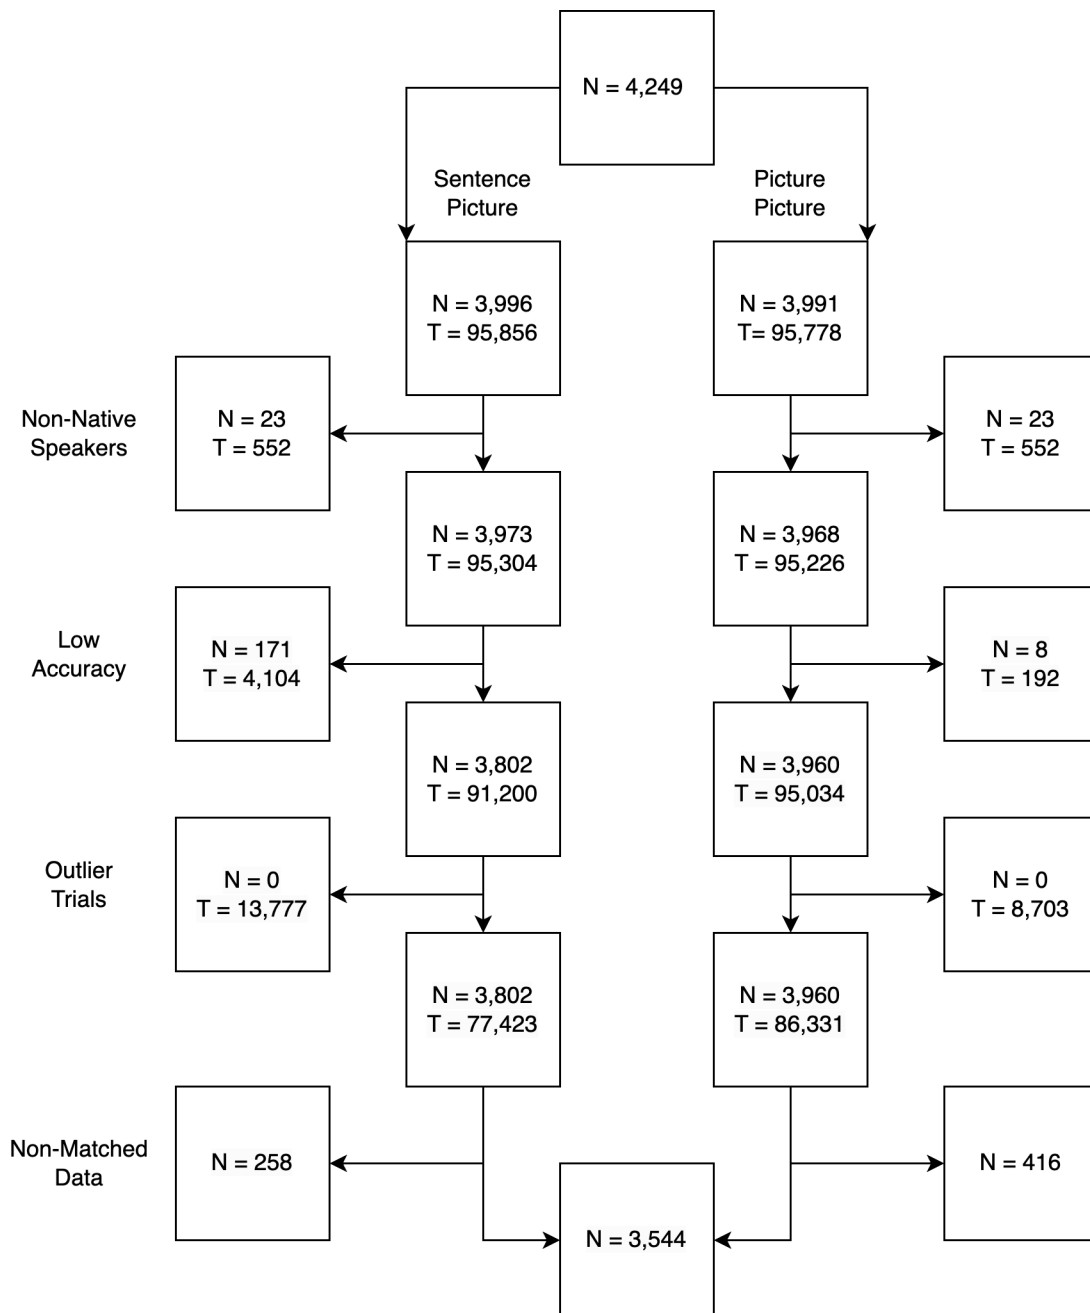 N = 4,249
Sentence
Picture
Picture
Picture
N = 3,996
T = 95,856
N = 3,991
T= 95,778
Non-Native
Speakers
N = 23
T = 552
N = 23
T = 552
N = 3,973
T = 95,304
N = 3,968
T = 95,226
Low
Accuracy
N = 171
T = 4,104
N = 8
T = 192
N = 3,802
T = 91,200
N = 3,960
T = 95,034
Outlier
Trials
N = 0
T = 13,777
N = 0
T = 8,703
N = 3,802
T = 77,423
N = 3,960
T = 86,331
Non-Matched
Data
N = 258
N = 416
N = 3,544